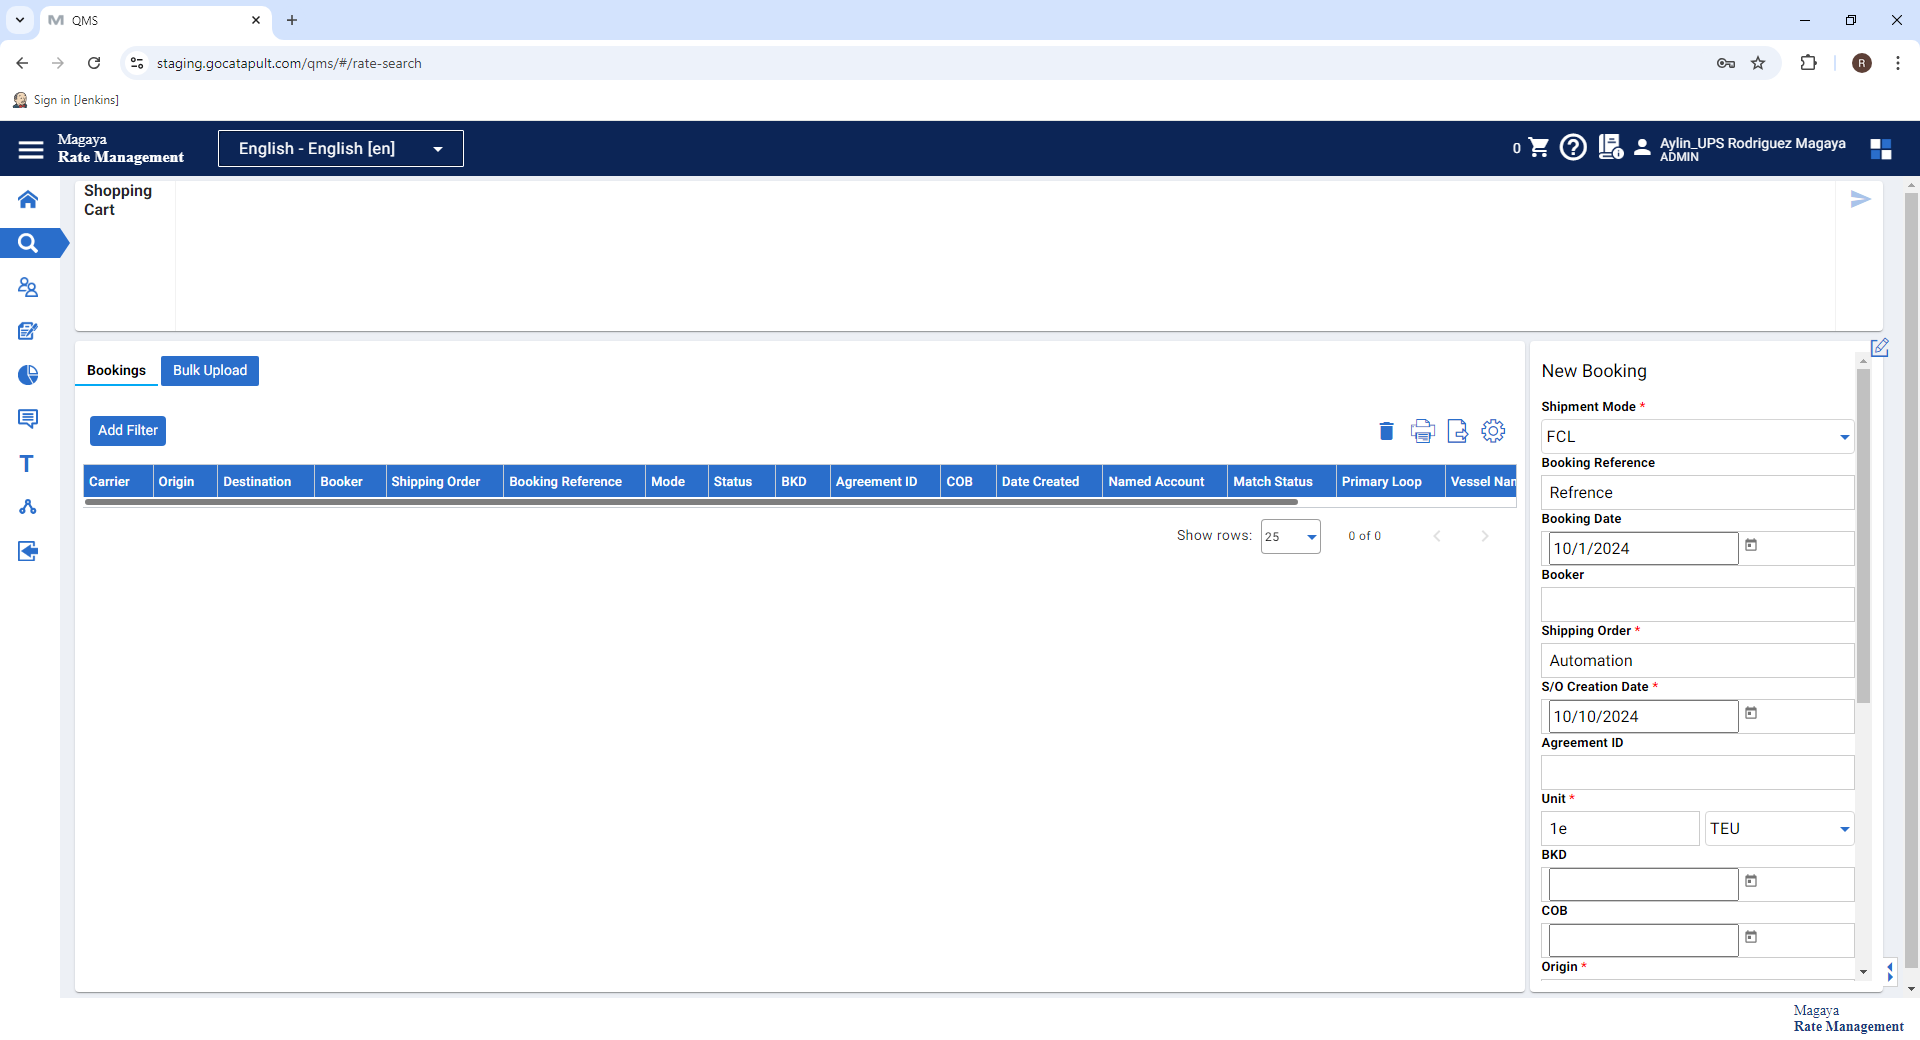 QMS
staging.gocatapult.com/qms/#/rate-search
R
Sign in [Jenkins]
Magaya
Rate Management
English - English [en]
0
Aylin_UPS Rodriguez Magaya
ADMIN
Shopping
Cart
Bookings
Bulk Upload
Add Filter
Carrier Origin Destination Booker Shipping Order Booking Reference Mode Status BKD Agreement ID COB Date Created Named Account Match Status Primary Loop Vessel Nan
Show rows: 25 0 of 0
New Booking
Shipment Mode *
FCL
Booking Reference
Refrence
Booking Date
10/1/2024
Booker
Shipping Order *
Automation
S/O Creation Date *
10/10/2024
Agreement ID
Unit *
1e TEU
BKD
COB
Origin *
T
Magaya
Rate Management